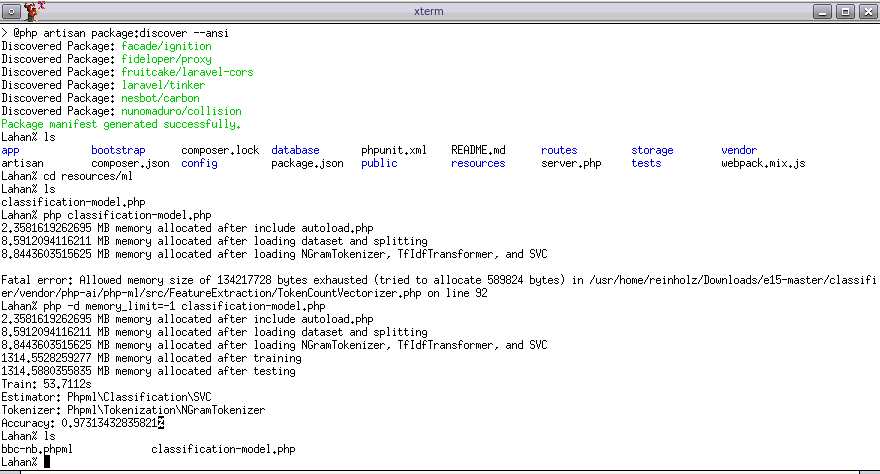 xterm
> @php artisan package:discover --ansi
Discovered Package: facade/ignition
Discovered Package: fideloper/proxy
Discovered Package: fruitcake/laravel-cors
Discovered Package: laravel/tinker
Discovered Package: nesbot/carbon
Discovered Package: nunomaduro/collision
Package manifest generated successfully.
Lahan% ls
app bootstrap composer.lock database phpunit.xml README.md routes storage vendor
artisan composer.json config package.json public resources server.php tests webpack.mix.js
Lahan% cd resources/ml
Lahan% ls
classification-model.php
Lahan% php classification-model.php
2.3581619262695 MB memory allocated after include autoload.php
8.5912094116211 MB memory allocated after loading dataset and splitting
8.8443603515625 MB memory allocated after loading NGramTokenizer, TfIdfTransformer, and SVC
Fatal error: Allowed memory size of 134217728 bytes exhausted (tried to allocate 589824 bytes) in /usr/home/reinholz/Downloads/e15-master/classifi
er/vendor/php-ai/php-ml/src/FeatureExtraction/TokenCountVectorizer.php on line 92
Lahan% php -d memory_limit=-1 classification-model.php
2.3581619262695 MB memory allocated after include autoload.php
8.5912094116211 MB memory allocated after loading dataset and splitting
8.8443603515625 MB memory allocated after loading NGramTokenizer, TfIdfTransformer, and SVC
1314.5528259277 MB memory allocated after training
1314.5880355835 MB memory allocated after testing
Train: 53.7112s
Estimator: Phpml\Classification\SVC
Tokenizer: Phpml\Tokenization\NGramTokenizer
Accuracy: 0.97313432835821%
Lahan% ls
bbc-nb.phpml classification-model.php
Lahan%